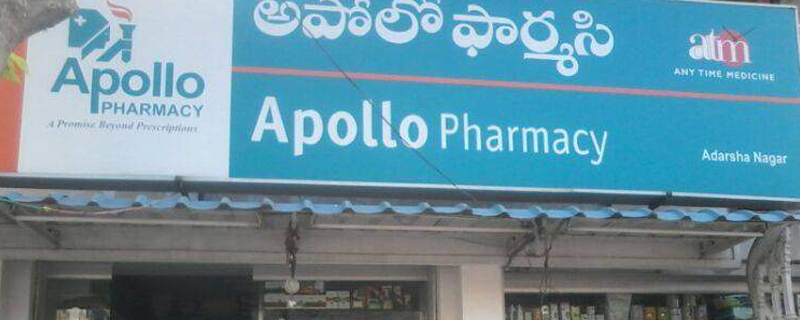 Apollo
PHARMACY
A Promise Beyond Prescriptions
అపోలో ఫార్మసి
atm
ANY TIME MEDICINE
Apollo Pharmacy
Adarsha Nagar